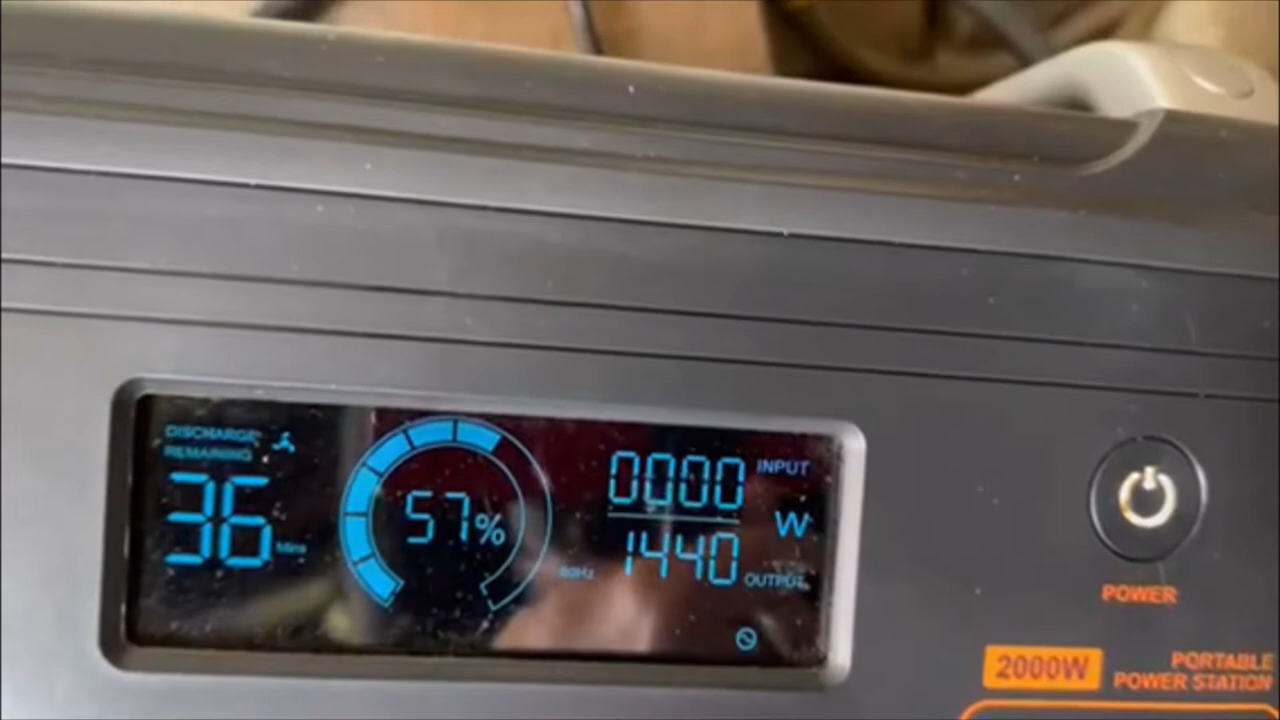 DISCHARGE
REMAINING
36 Mins
57%
0000 INPUT
W
60Hz 1440 OUTPUT
POWER
2000W PORTABLE
POWER STATION